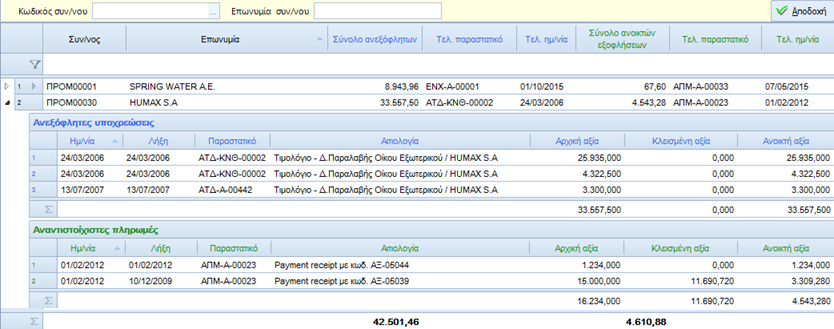 Κωδικός συν/νου ... Επωνυμία συν/νου Αποδοχή
Συν/νος Επωνυμία Σύνολο ανεξόφλητων Τελ. παραστατικό Τελ. ημ/νία Σύνολο ανοικτών εξοφλήσεων Τελ. παραστατικό Τελ. ημ/νία
1 ΠΡΟΜ00001 SPRING WATER A.E. 8.943,96 ΕΝΧ-Α-00001 01/10/2015 67,60 ΑΠΜ-Α-00033 07/05/2015
2 ΠΡΟΜ00030 HUMAX S.A 33.557,50 ΑΤΔ-ΚΝΘ-00002 24/03/2006 4.543,28 ΑΠΜ-Α-00023 01/02/2012
Ανεξόφλητες υποχρεώσεις
Ημ/νία Λήξη Παραστατικό Απολογία Αρχική αξία Κλεισμένη αξία Ανοικτή αξία
1 24/03/2006 24/03/2006 ΑΤΔ-ΚΝΘ-00002 Τιμολόγιο - Δ.Παραλαβής Οίκου Εξωτερικού / HUMAX S.A 25.935,000 0,000 25.935,000
2 24/03/2006 24/03/2006 ΑΤΔ-ΚΝΘ-00002 Τιμολόγιο - Δ.Παραλαβής Οίκου Εξωτερικού / HUMAX S.A 4.322,500 0,000 4.322,500
3 13/07/2007 13/07/2007 ΑΤΔ-Α-00442 Τιμολόγιο - Δ.Παραλαβής Οίκου Εξωτερικού / HUMAX S.A 3.300,000 0,000 3.300,000
Σ 33.557,500 0,000 33.557,500
Αναντιστοίχιστες πληρωμές
Ημ/νία Λήξη Παραστατικό Απολογία Αρχική αξία Κλεισμένη αξία Ανοικτή αξία
1 01/02/2012 01/02/2012 ΑΠΜ-Α-00023 Payment receipt με κωδ. ΑΞ-05044 1.234,000 0,000 1.234,000
2 01/02/2012 10/12/2009 ΑΠΜ-Α-00023 Payment receipt με κωδ. ΑΞ-05039 15.000,000 11.690,720 3.309,280
Σ 16.234,000 11.690,720 4.543,280
Σ 42.501,46 4.610,88